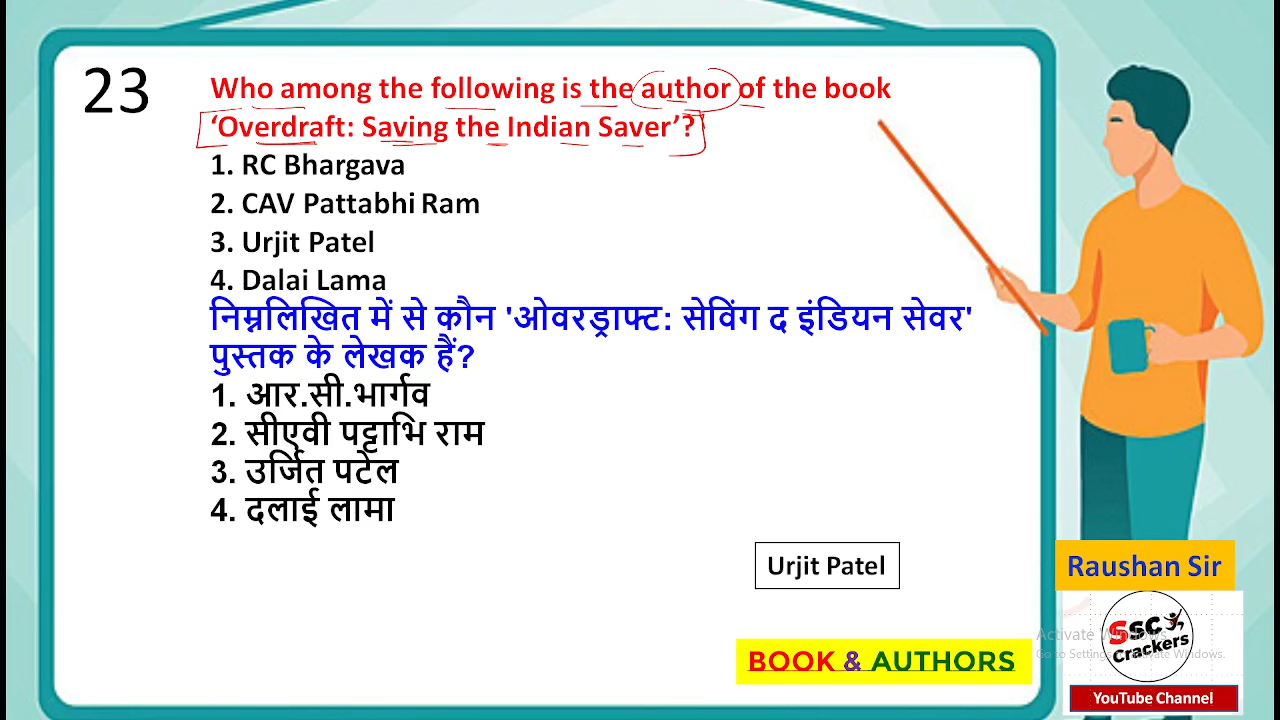 23
Who among the following is the author of the book
‘Overdraft: Saving the Indian Saver’?
1. RC Bhargava
2. CAV Pattabhi Ram
3. Urjit Patel
4. Dalai Lama
निम्नलिखित में से कौन 'ओवरड्राफ्ट: सेविंग द इंडियन सेवर'
पुस्तक के लेखक हैं?
1. आर.सी.भार्गव
2. सीएवी पट्टाभि राम
3. उर्जित पटेल
4. दलाई लामा
Urjit Patel
Raushan Sir
BOOK & AUTHORS
Activate Windows
Go to Settings to activate Windows.
SSC
Crackers
YouTube Channel